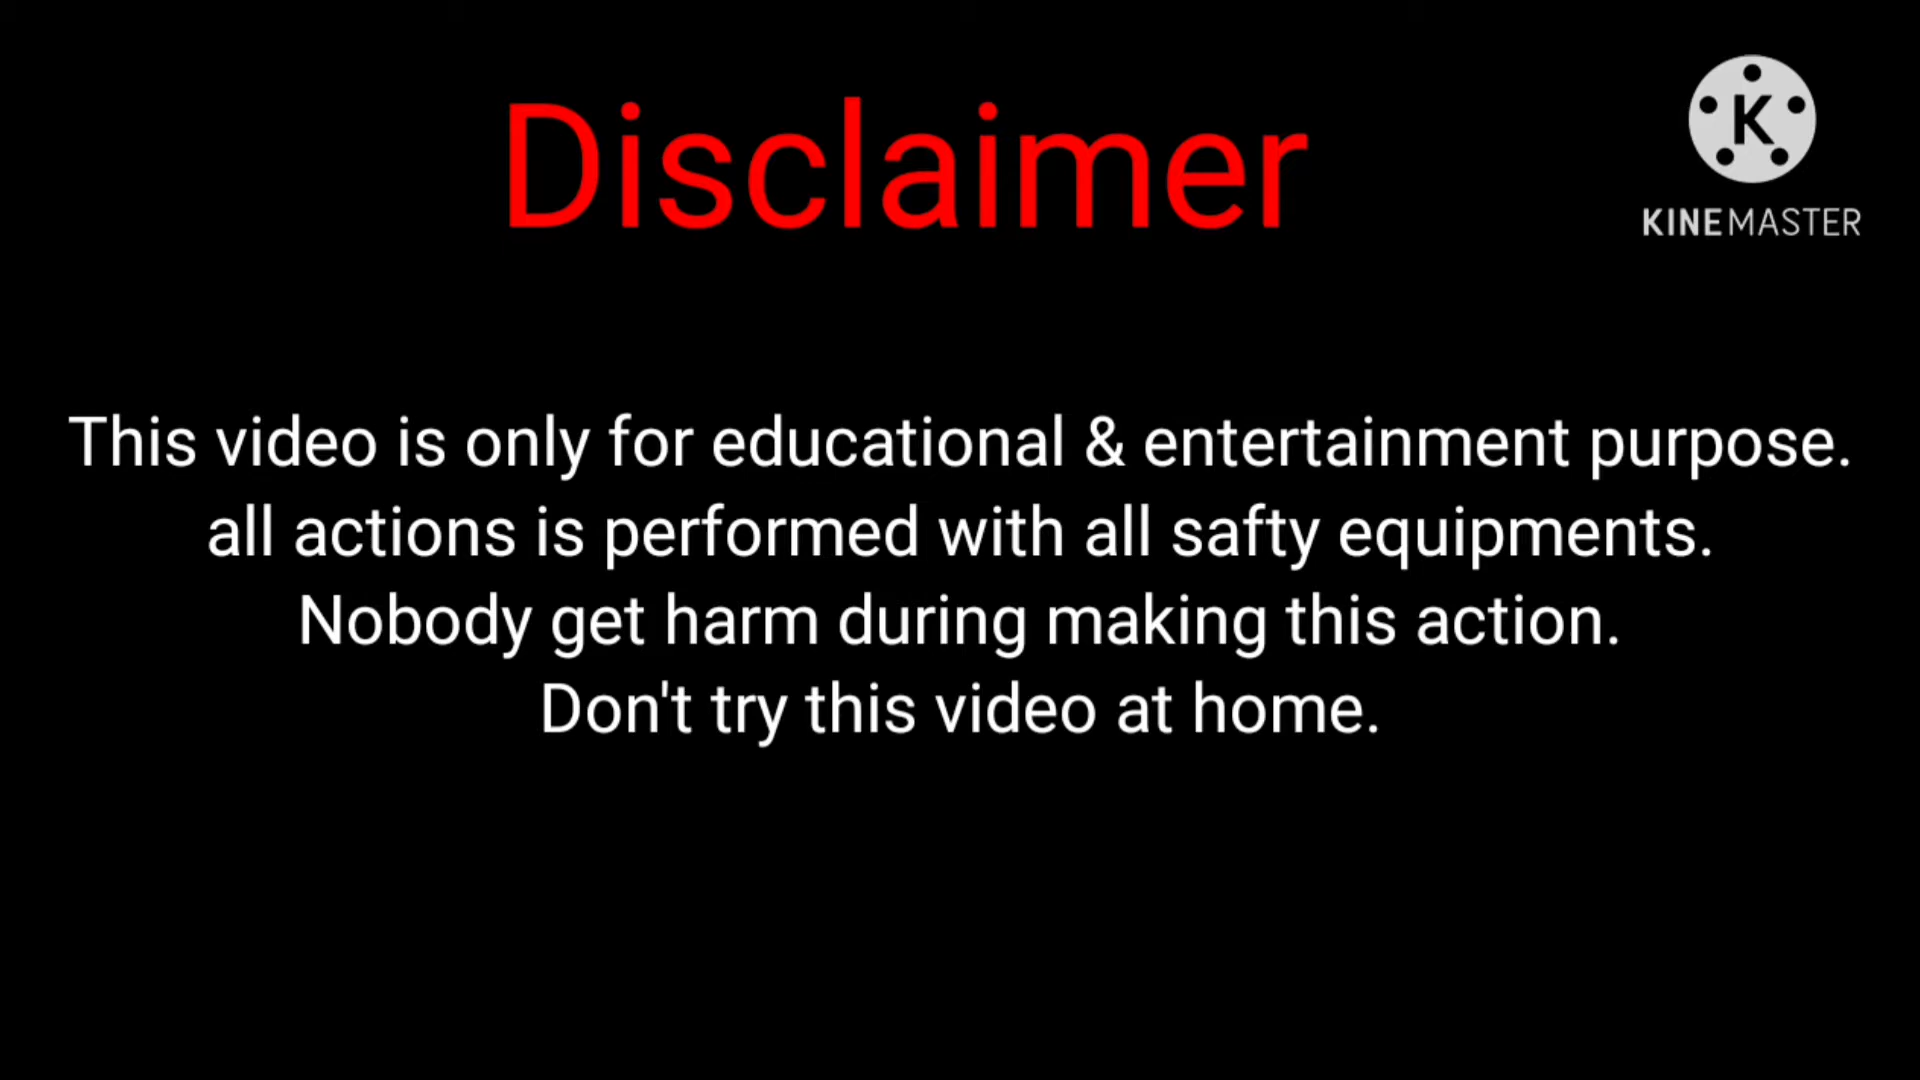 Disclaimer
K
KINEMASTER
This video is only for educational & entertainment purpose.
all actions is performed with all safty equipments.
Nobody get harm during making this action.
Don't try this video at home.